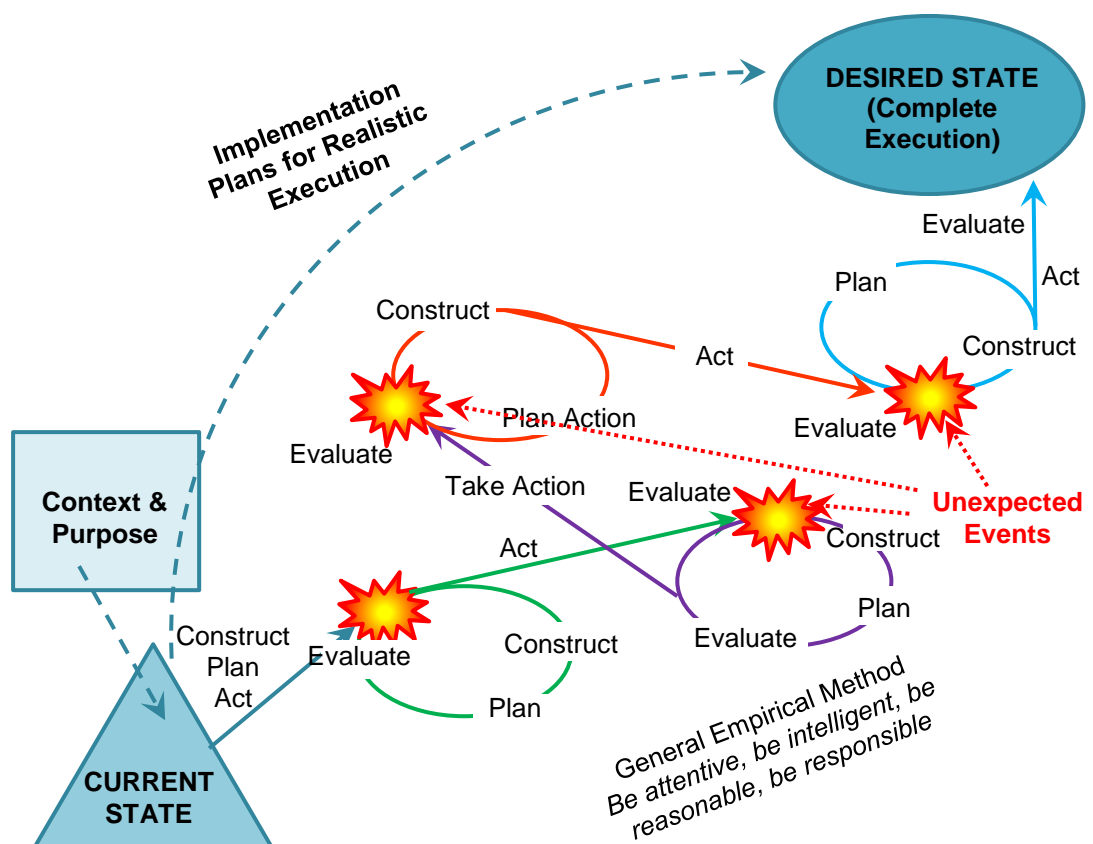 DESIRED STATE
(Complete
Execution)
Implementation
Plans for Realistic
Execution
Evaluate
Act
Plan
Construct
Construct
Act
Plan Action
Evaluate
Evaluate
Take Action
Evaluate
Unexpected
Events
Context &
Purpose
Construct
Act
Plan
Evaluate
Construct
Plan
Act
Evaluate
Construct
Plan
General Empirical Method
Be attentive, be intelligent, be
reasonable, be responsible
CURRENT
STATE